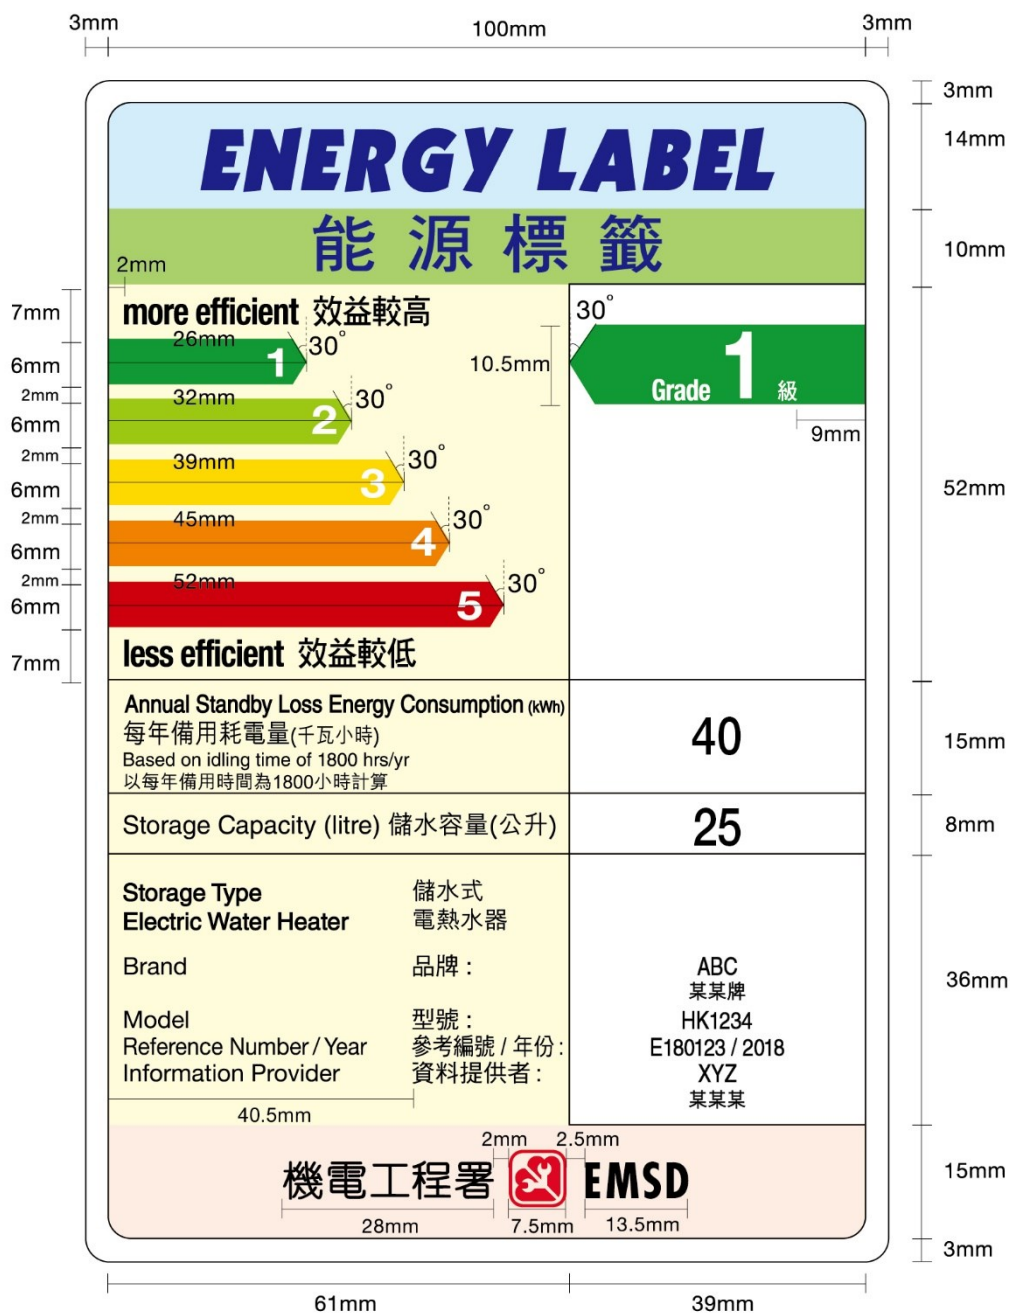 3mm 100mm 3mm
3mm
ENERGY LABEL
14mm
能源標籤
10mm
2mm
7mm
more efficient 效益較高
30°
26mm
1
30°
6mm
10.5mm
Grade 1 級
2mm
32mm
2
30°
6mm
9mm
2mm
39mm
3
30°
6mm
52mm
2mm
45mm
4
30°
6mm
2mm
52mm
5
30°
6mm
7mm
less efficient 效益較低
Annual Standby Loss Energy Consumption (kWh)
每年備用耗電量(千瓦小時)
Based on idling time of 1800 hrs/yr
以每年備用時間為1800小時計算
40
15mm
Storage Capacity (litre) 儲水容量(公升) 25
8mm
Storage Type 儲水式
Electric Water Heater 電熱水器
Brand 品牌 : ABC
某某牌
36mm
Model 型號 : HK1234
Reference Number / Year 參考編號 / 年份 : E180123 / 2018
Information Provider 資料提供者 : XYZ
某某某
40.5mm
2mm 2.5mm
機電工程署 EMSD
15mm
28mm 7.5mm 13.5mm
3mm
61mm 39mm